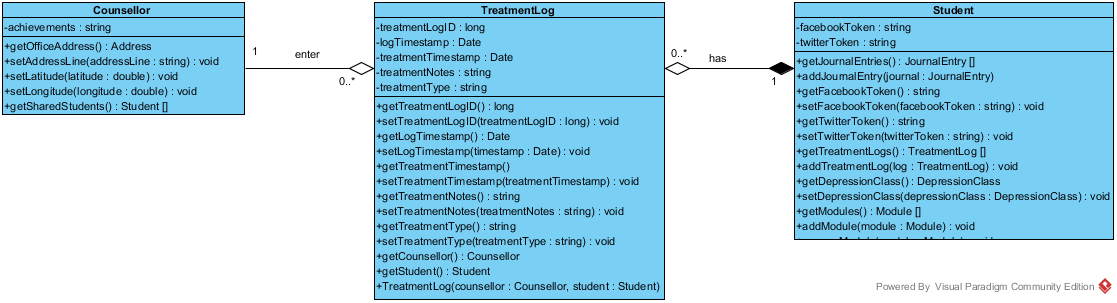 Counsellor
-achievements : string
+getOfficeAddress() : Address
+setAddressLine(addressLine : string) : void
+setLatitude(latitude : double) : void
+setLongitude(longitude : double) : void
+getSharedStudents() : Student []
1
enter
0..*
TreatmentLog
-treatmentLogID : long
-logTimestamp : Date
-treatmentTimestamp : Date
-treatmentNotes : string
-treatmentType : string
+getTreatmentLogID() : long
+setTreatmentLogID(treatmentLogID : long) : void
+getLogTimestamp() : Date
+setLogTimestamp(timestamp : Date) : void
+getTreatmentTimestamp()
+setTreatmentTimestamp(treatmentTimestamp) : void
+getTreatmentNotes() : string
+setTreatmentNotes(treatmentNotes : string) : void
+getTreatmentType() : string
+setTreatmentType(treatmentType : string) : void
+getCounsellor() : Counsellor
+getStudent() : Student
+TreatmentLog(counsellor : Counsellor, student : Student)
0..*
has
1
Student
-facebookToken : string
-twitterToken : string
+getJournalEntries() : JournalEntry []
+addJournalEntry(journal : JournalEntry)
+getFacebookToken() : string
+setFacebookToken(facebookToken : string) : void
+getTwitterToken() : string
+setTwitterToken(twitterToken : string) : void
+getTreatmentLogs() : TreatmentLog []
+addTreatmentLog(log : TreatmentLog) : void
+getDepressionClass() : DepressionClass
+setDepressionClass(depressionClass : DepressionClass) : void
+getModules() : Module []
+addModule(module : Module) : void
Powered By Visual Paradigm Community Edition